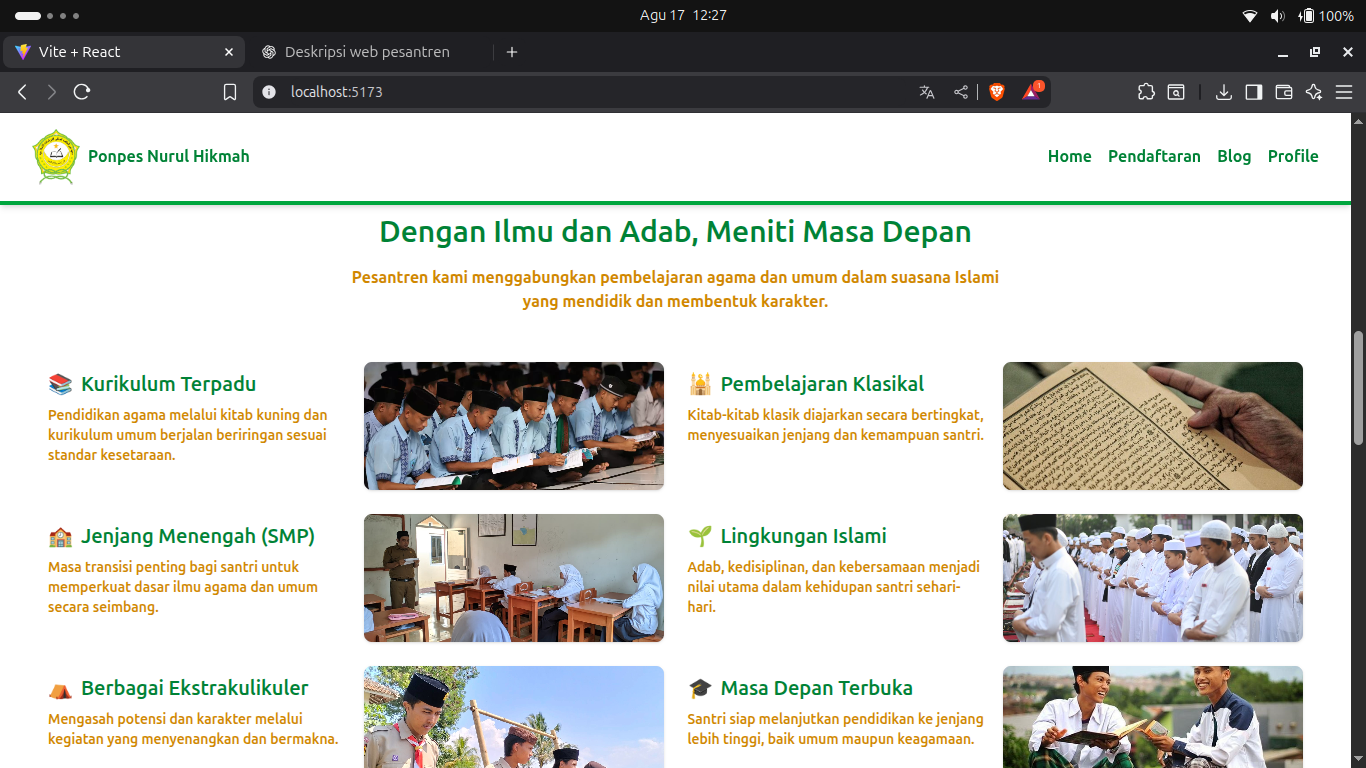 Agu 17 12:27
100%
Vite + React
Deskripsi web pesantren
localhost:5173
1
Ponpes Nurul Hikmah
Home Pendaftaran Blog Profile
Dengan Ilmu dan Adab, Meniti Masa Depan
Pesantren kami menggabungkan pembelajaran agama dan umum dalam suasana Islami
yang mendidik dan membentuk karakter.
Kurikulum Terpadu
Pendidikan agama melalui kitab kuning dan
kurikulum umum berjalan beriringan sesuai
standar kesetaraan.
Pembelajaran Klasikal
Kitab-kitab klasik diajarkan secara bertingkat,
menyesuaikan jenjang dan kemampuan santri.
Jenjang Menengah (SMP)
Masa transisi penting bagi santri untuk
memperkuat dasar ilmu agama dan umum
secara seimbang.
Lingkungan Islami
Adab, kedisiplinan, dan kebersamaan menjadi
nilai utama dalam kehidupan santri sehari-
hari.
Berbagai Ekstrakulikuler
Mengasah potensi dan karakter melalui
kegiatan yang menyenangkan dan bermakna.
Masa Depan Terbuka
Santri siap melanjutkan pendidikan ke jenjang
lebih tinggi, baik umum maupun keagamaan.